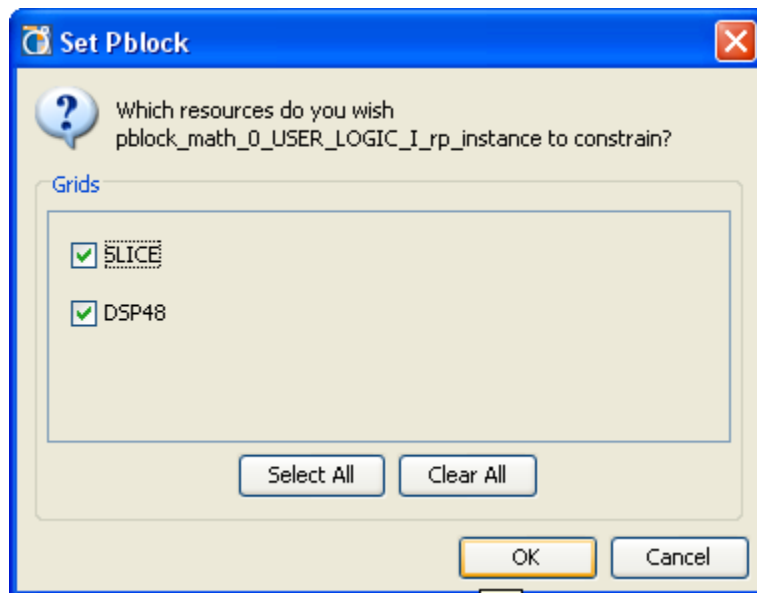 Set Pblock
Which resources do you wish
pblock_math_0_USER_LOGIC_I_rp_instance to constrain?
Grids
SLICE
DSP48
Select All
Clear All
OK
Cancel